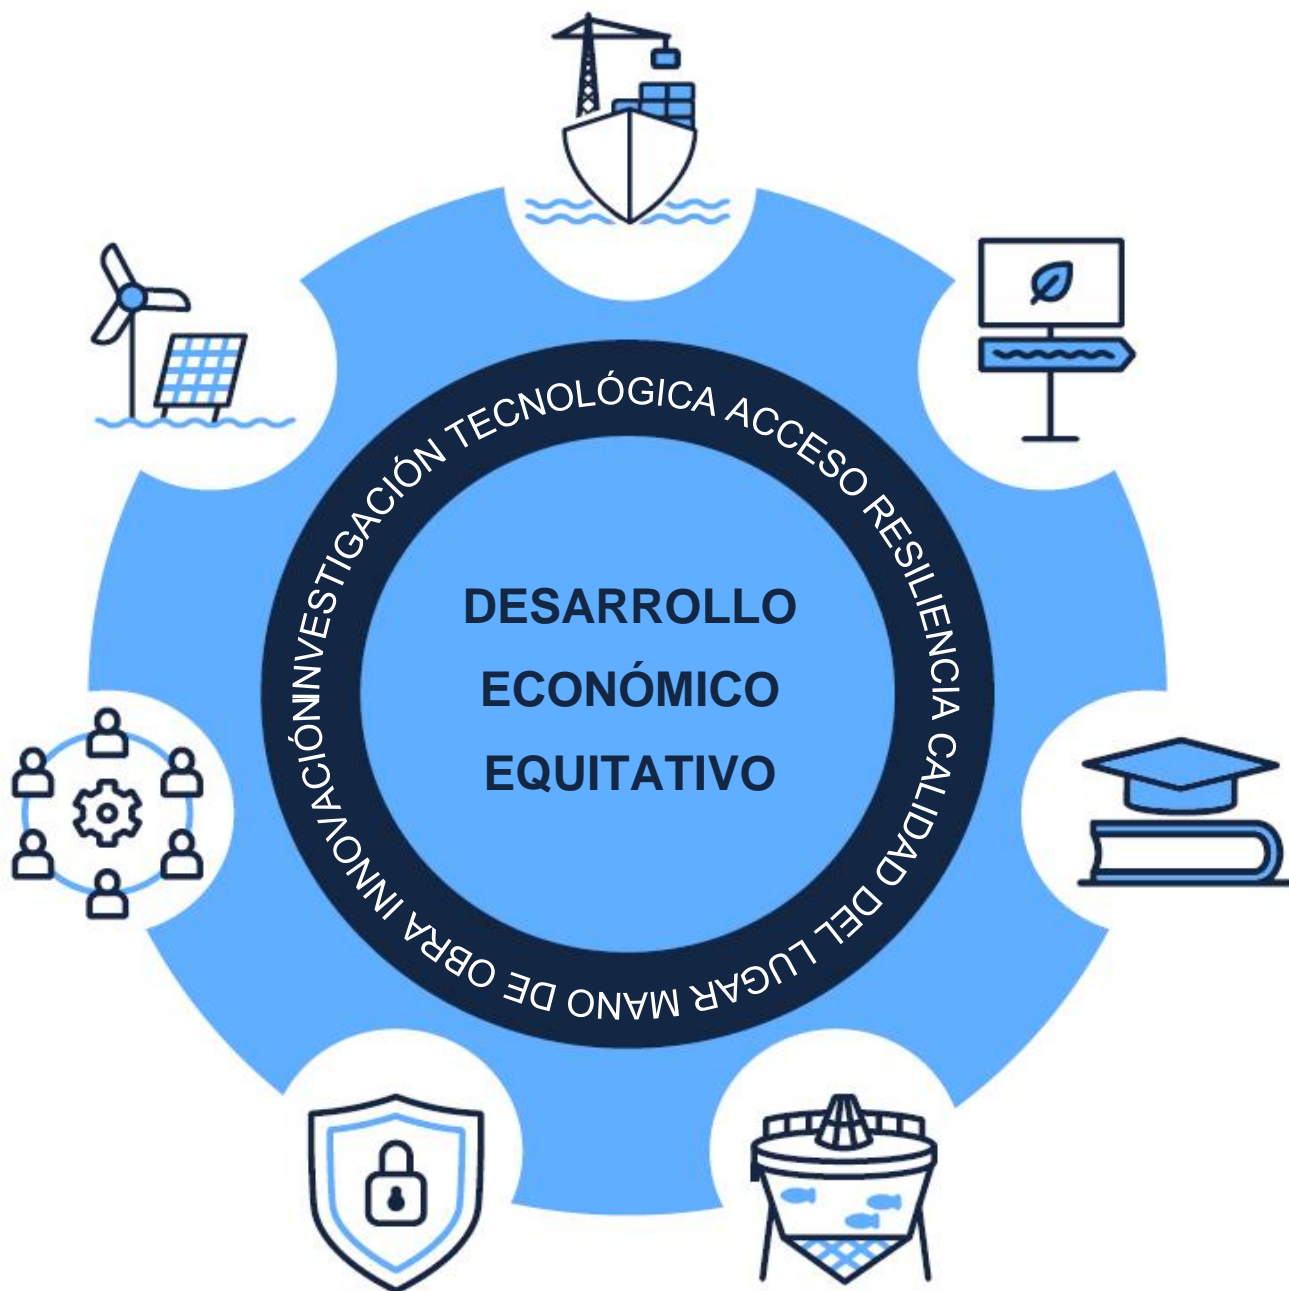 INVESTIGACIÓN TECNOLÓGICA ACCESO RESILIENCIA CALIDAD DEL LUGAR MANO DE OBRA INNOVACIÓN
DESARROLLO
ECONÓMICO
EQUITATIVO